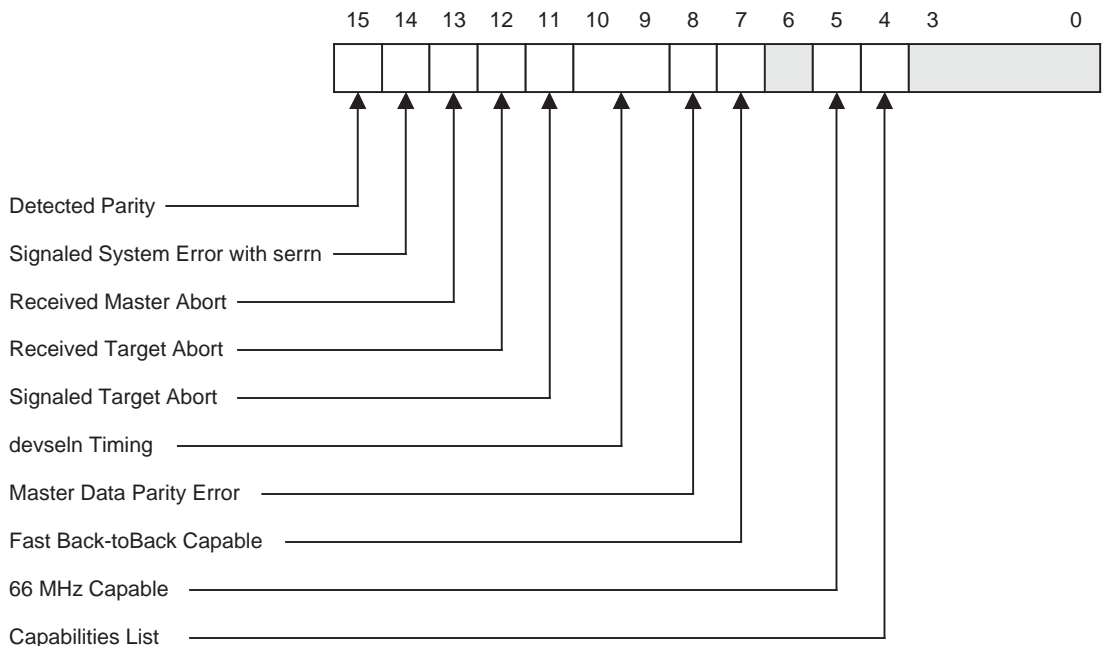 15 14 13 12 11 10 9 8 7 6 5 4 3 0
Detected Parity
Signaled System Error with serrn
Received Master Abort
Received Target Abort
Signaled Target Abort
devseln Timing
Master Data Parity Error
Fast Back-toBack Capable
66 MHz Capable
Capabilities List